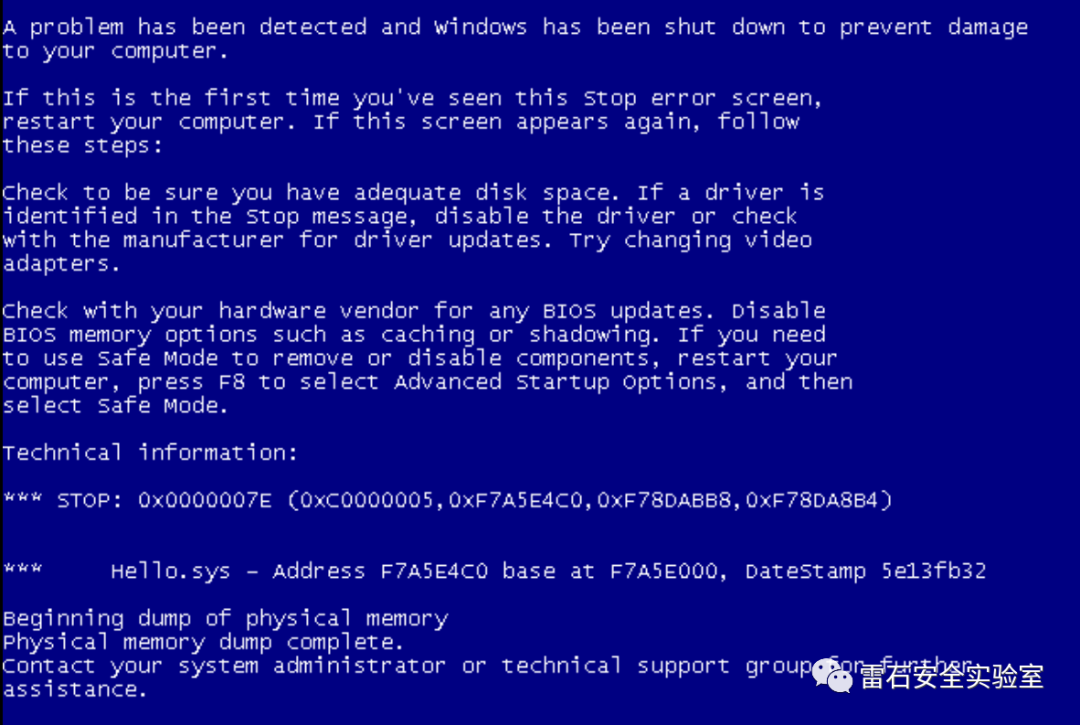 A problem has been detected and Windows has been shut down to prevent damage
to your computer.
If this is the first time you've seen this Stop error screen,
restart your computer. If this screen appears again, follow
these steps:
Check to be sure you have adequate disk space. If a driver is
identified in the Stop message, disable the driver or check
with the manufacturer for driver updates. Try changing video
adapters.
Check with your hardware vendor for any BIOS updates. Disable
BIOS memory options such as caching or shadowing. If you need
to use Safe Mode to remove or disable components, restart your
computer, press F8 to select Advanced Startup Options, and then
select Safe Mode.
Technical information:
*** STOP: 0x0000007E (0xC0000005,0xF7A5E4C0,0xF78DABB8,0xF78DA8B4)
*** Hello.sys - Address F7A5E4C0 base at F7A5E000, DateStamp 5e13fb32
Beginning dump of physical memory
Physical memory dump complete.
Contact your system administrator or technical support group for further
assistance.
雷石安全实验室